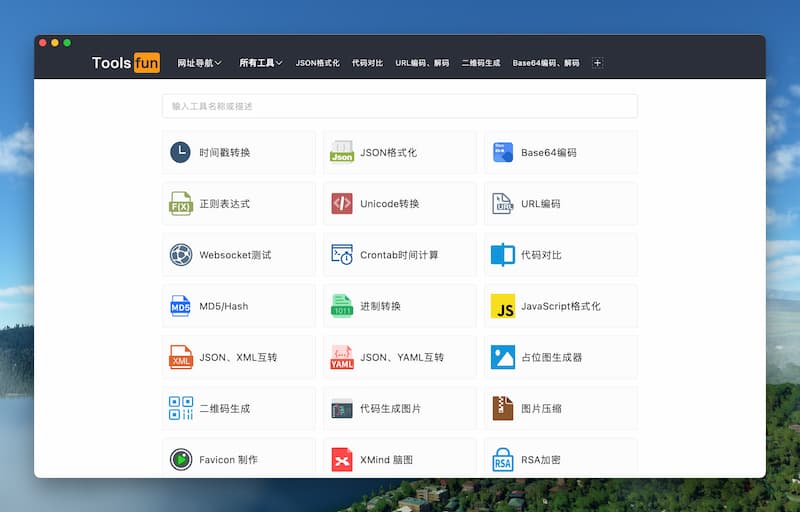 Tools fun 网址导航 所有工具 JSON格式化 代码对比 URL编码、解码 二维码生成 Base64编码、解码
输入工具名称或描述
时间戳转换 JSON格式化 Base64编码
Json
正则表达式 Unicode转换 URL编码
F(X) URL
Websocket测试 Crontab时间计算 代码对比
MD5/Hash 进制转换 JavaScript格式化
MD5 1011 JS
JSON、XML互转 JSON、YAML互转 占位图生成器
XML YAML
二维码生成 代码生成图片 图片压缩
Favicon 制作 XMind 脑图 RSA加密
RSA